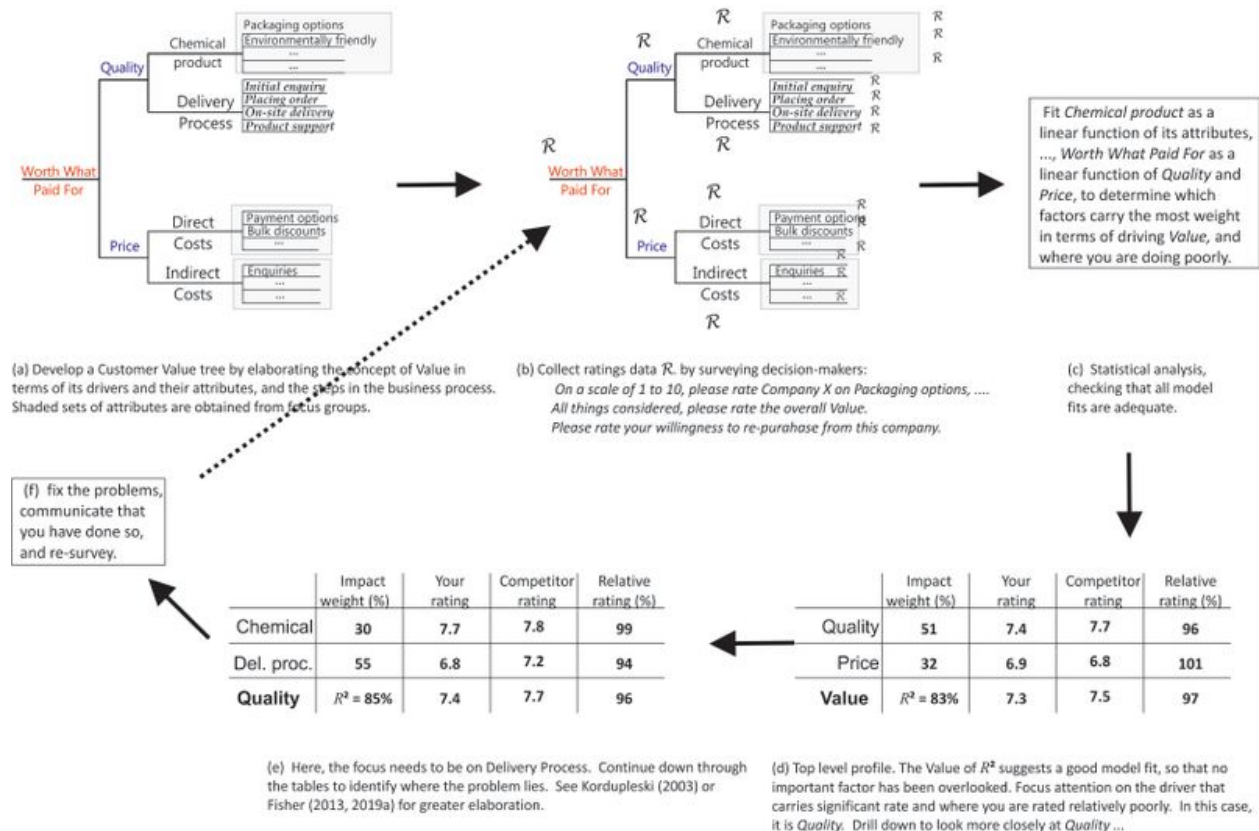 Packaging options
Environmentally friendly
...
...
Chemical
product
Quality
Delivery
Process
Initial enquiry
Placing order
On-site delivery
Product support
Worth What
Paid For
Price
Direct
Costs
Payment options
Bulk discounts
...
Indirect
Costs
Enquiries
...
...
(a) Develop a Customer Value tree by elaborating the concept of Value in
terms of its drivers and their attributes, and the steps in the business process.
Shaded sets of attributes are obtained from focus groups.
ℛ
Packaging options ℛ
Environmentally friendly ℛ
...
... ℛ
ℛ
Chemical
product
Quality
Delivery
Process
Initial enquiry ℛ
Placing order ℛ
On-site delivery ℛ
Product support ℛ
ℛ
ℛ
Worth What
Paid For
ℛ
Price
ℛ
Direct
Costs
ℛ
Payment options
Bulk discounts ℛ
... ℛ
ℛ
Indirect
Costs
Enquiries ℛ
...
... ℛ
ℛ
(b) Collect ratings data ℛ by surveying decision-makers:
On a scale of 1 to 10, please rate Company X on Packaging options, ....
All things considered, please rate the overall Value.
Please rate your willingness to re-purahase from this company.
Fit Chemical product as a
linear function of its attributes,
..., Worth What Paid For as a
linear function of Quality and
Price, to determine which
factors carry the most weight
in terms of driving Value, and
where you are doing poorly.
(c) Statistical analysis,
checking that all model
fits are adequate.
Impact weight (%) Your rating Competitor rating Relative rating (%)
Quality 51 7.4 7.7 96
Price 32 6.9 6.8 101
Value R² = 83% 7.3 7.5 97
(d) Top level profile. The Value of R² suggests a good model fit, so that no
important factor has been overlooked. Focus attention on the driver that
carries significant rate and where you are rated relatively poorly. In this case,
it is Quality. Drill down to look more closely at Quality ...
Impact weight (%) Your rating Competitor rating Relative rating (%)
Chemical 30 7.7 7.8 99
Del. proc. 55 6.8 7.2 94
Quality R² = 85% 7.4 7.7 96
(e) Here, the focus needs to be on Delivery Process. Continue down through
the tables to identify where the problem lies. See Kordupleski (2003) or
Fisher (2013, 2019a) for greater elaboration.
(f) fix the problems,
communicate that
you have done so,
and re-survey.